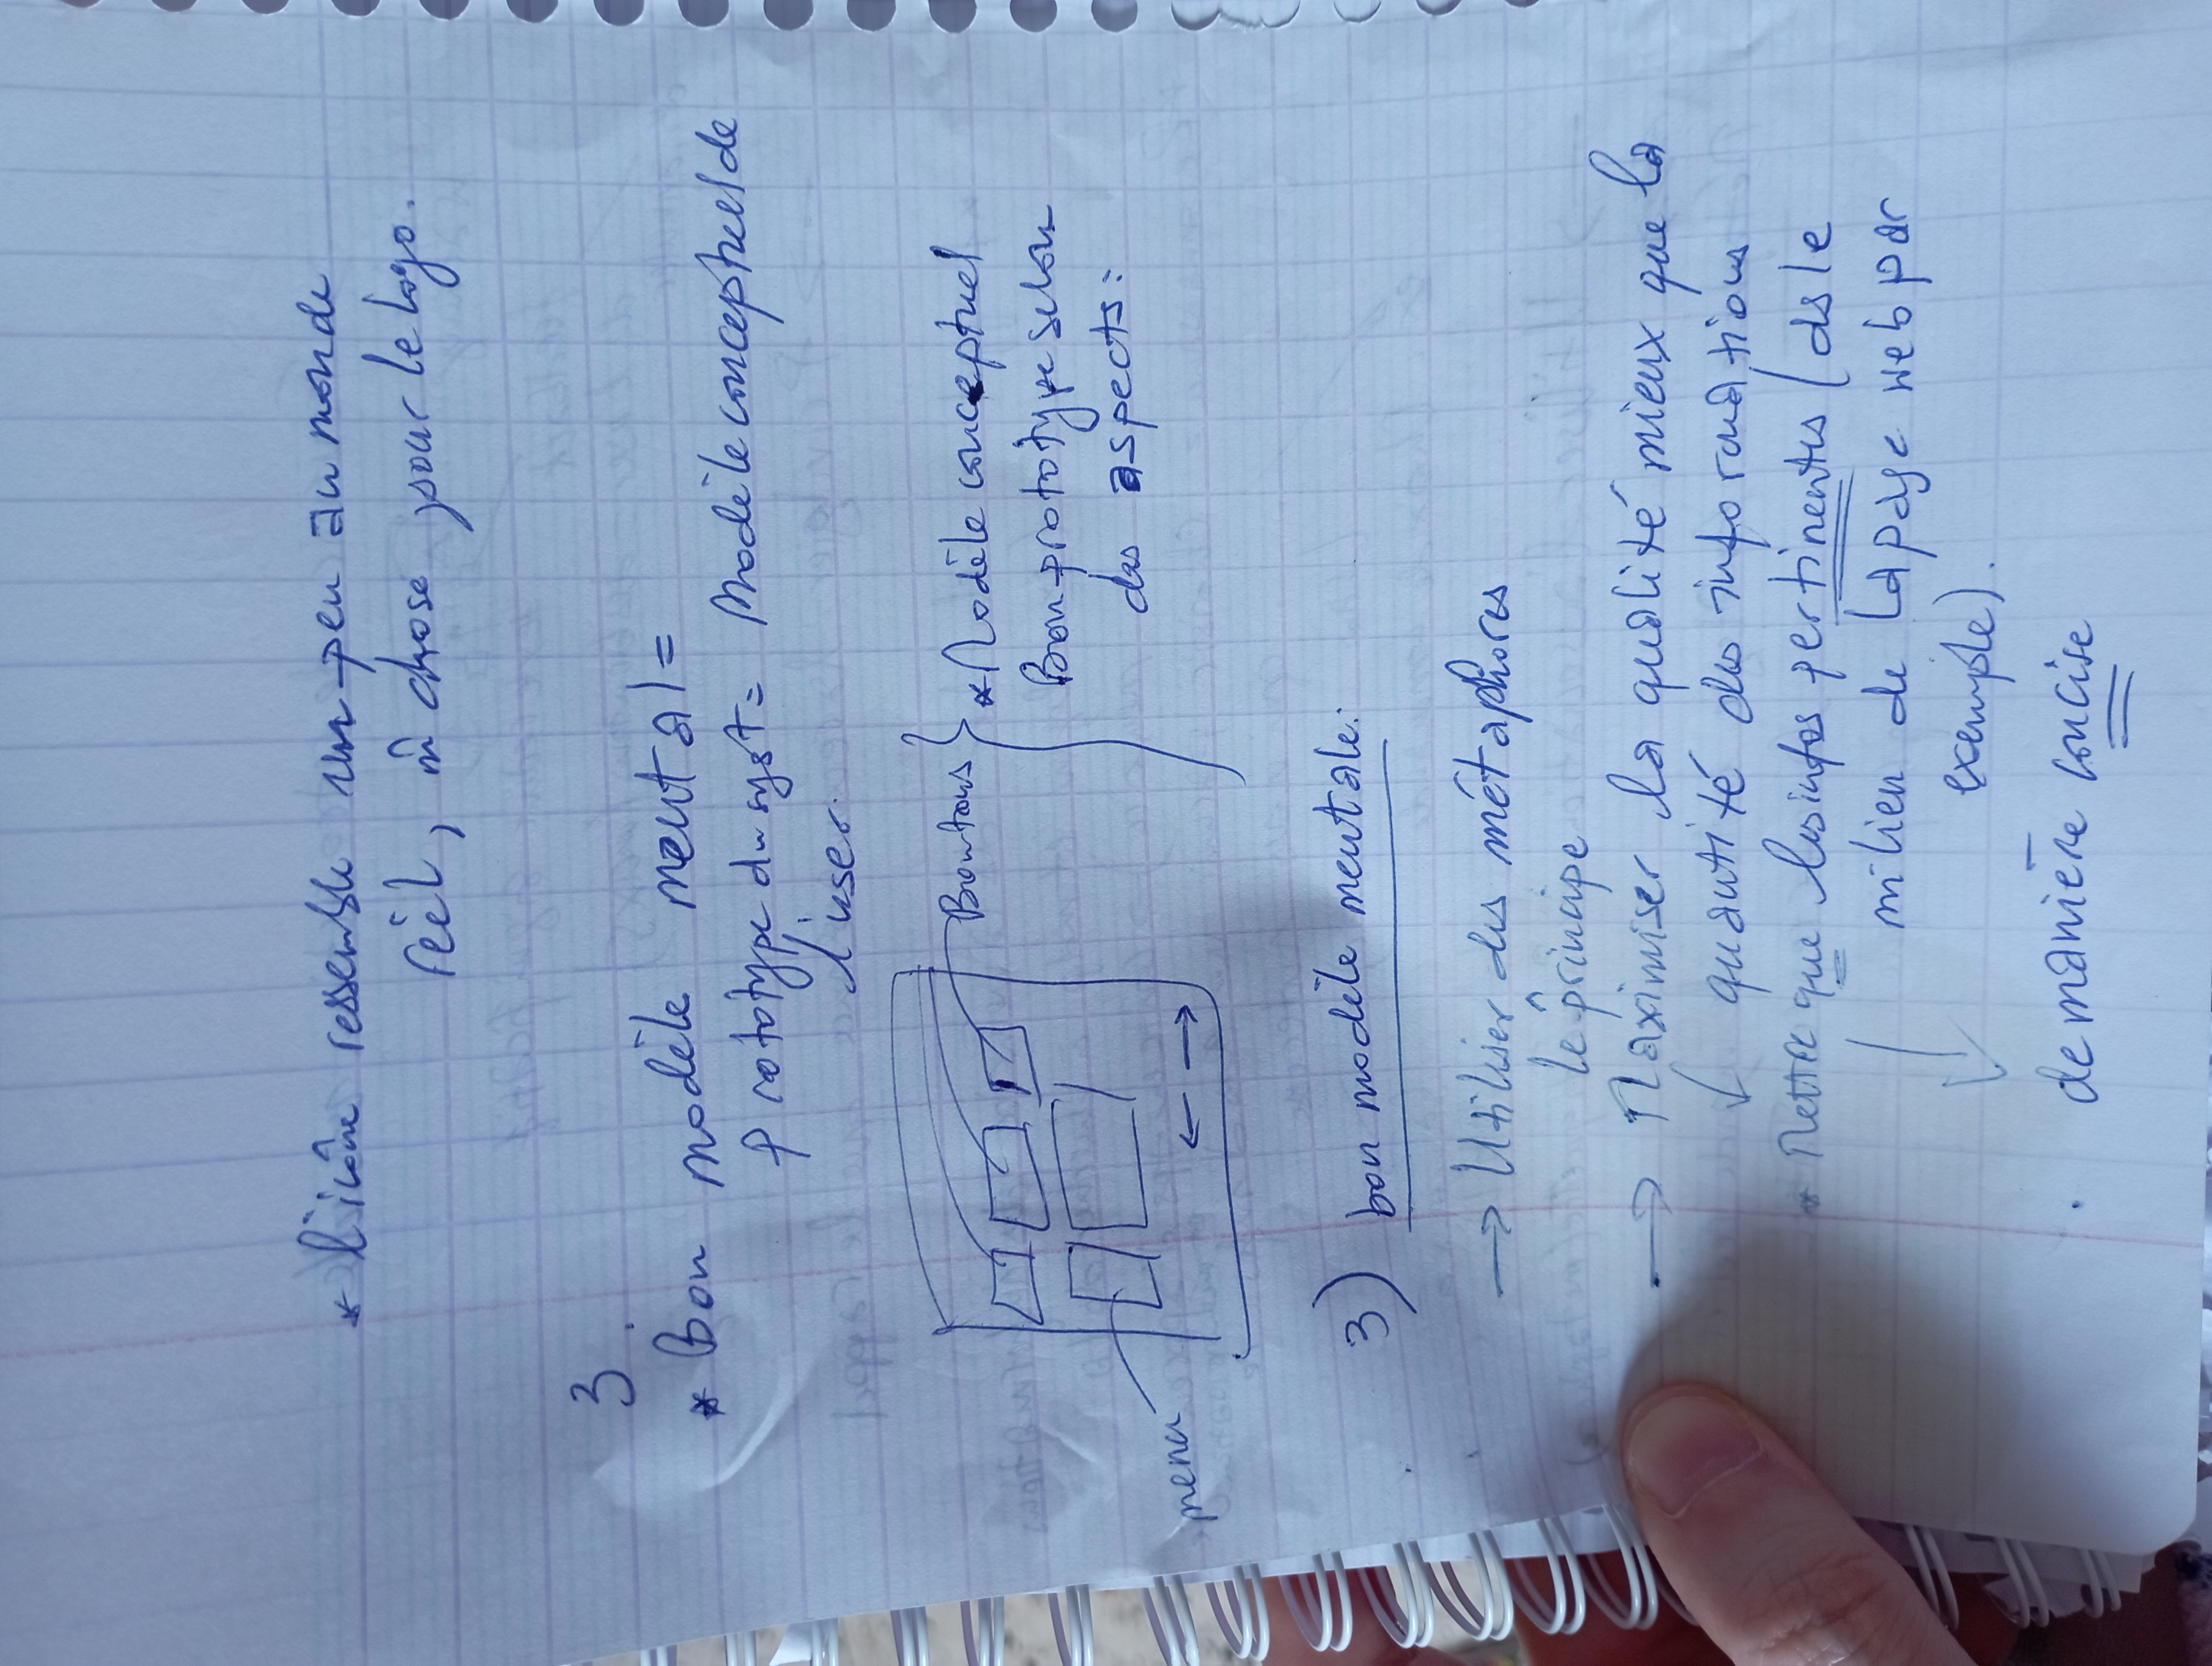 * l'icône ressemble un peu au monde
réel, m̂ chose pour le logo.
3.
* Bon modèle mental =
prototype du syst = Modèle conceptuel de
l'user.
Boutons
menu
← →
* Modèle conceptuel
Bon prototype selon
des aspects :
3) bon modèle mentale :
→ Utiliser des métaphores
le principe
→ Maximiser la qualité mieux que la
quantité des informations
* Mettre que les infos pertinentes (ds le
milieu de la page web par
exemple).
de manière concise